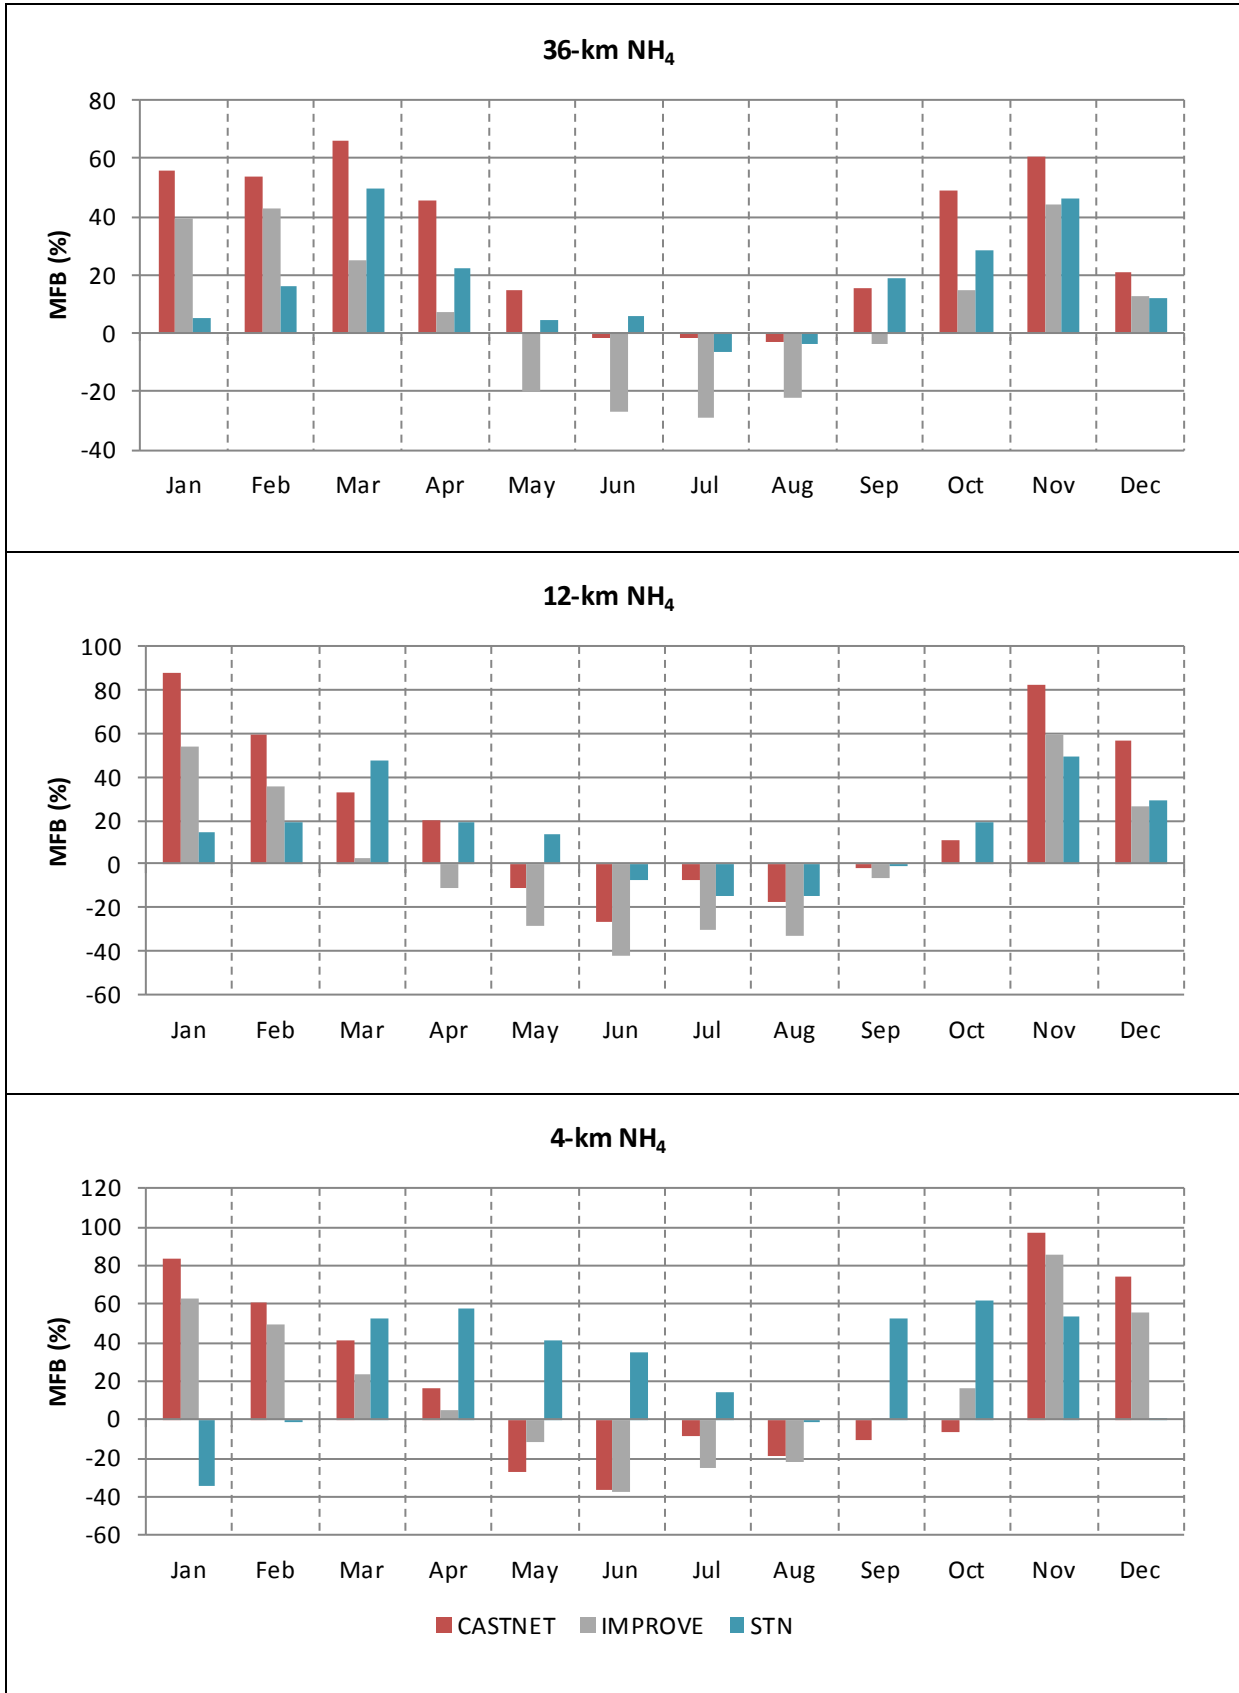 36-km NH₄
MFB (%)
80
60
40
20
0
-20
-40
Jan Feb Mar Apr May Jun Jul Aug Sep Oct Nov Dec
12-km NH₄
MFB (%)
100
80
60
40
20
0
-20
-40
-60
Jan Feb Mar Apr May Jun Jul Aug Sep Oct Nov Dec
4-km NH₄
MFB (%)
120
100
80
60
40
20
0
-20
-40
-60
Jan Feb Mar Apr May Jun Jul Aug Sep Oct Nov Dec
CASTNET IMPROVE STN